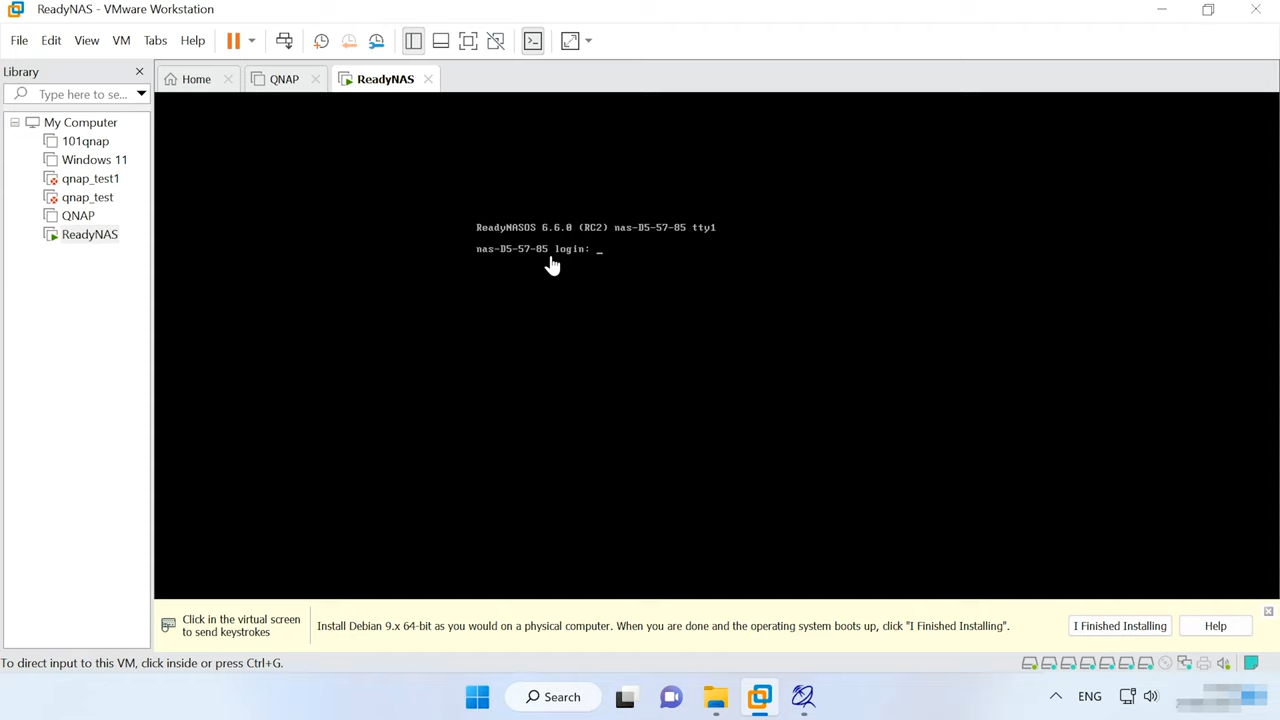 ReadyNAS - VMware Workstation
File Edit View VM Tabs Help
Library
Home
QNAP
ReadyNAS
Type here to se...
My Computer
101qnap
Windows 11
qnap_test1
qnap_test
QNAP
ReadyNAS
ReadyNASOS 6.6.0 (RC2) nas-D5-57-85 tty1
nas-D5-57-85 login: _
Click in the virtual screen
to send keystrokes
Install Debian 9.x 64-bit as you would on a physical computer. When you are done and the operating system boots up, click "I Finished Installing".
I Finished Installing
Help
To direct input to this VM, click inside or press Ctrl+G.
Search
ENG